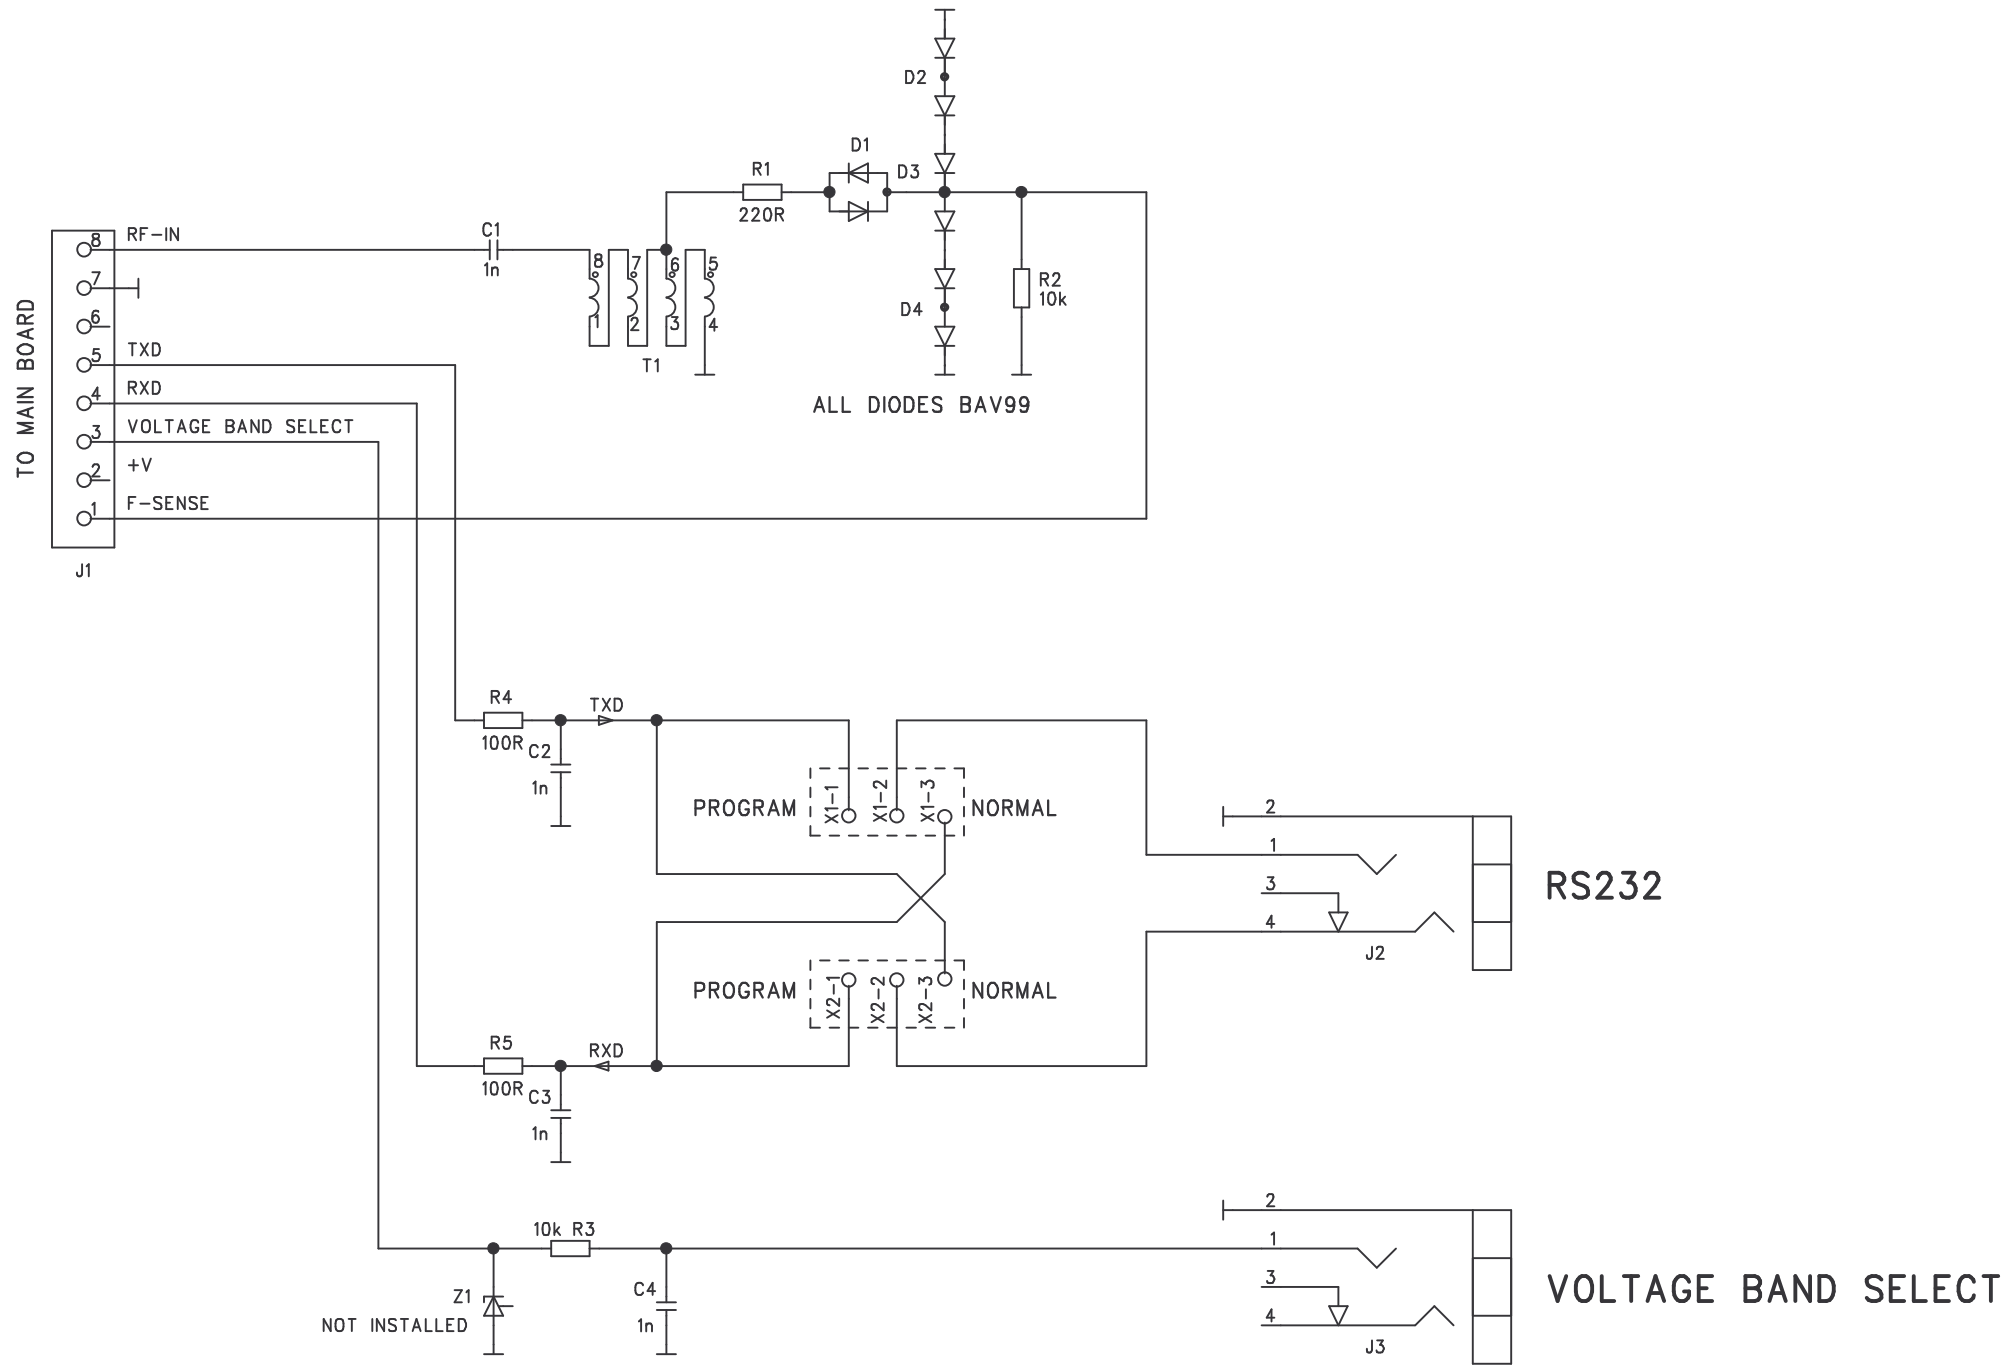 D2
D1
R1
D3
220R
C1
1n
8
RF-IN
7
6
5
TXD
4
RXD
3
VOLTAGE BAND SELECT
2
+V
1
F-SENSE
J1
TO MAIN BOARD
8
7
6
5
1
2
3
4
T1
R2
10k
D4
ALL DIODES BAV99
R4
100R
C2
1n
TXD
PROGRAM
X1-1
X1-2
X1-3
NORMAL
PROGRAM
X2-1
X2-2
X2-3
NORMAL
2
1
3
4
J2
RS232
R5
100R
C3
1n
RXD
10k R3
Z1
NOT INSTALLED
C4
1n
2
1
3
4
J3
VOLTAGE BAND SELECT